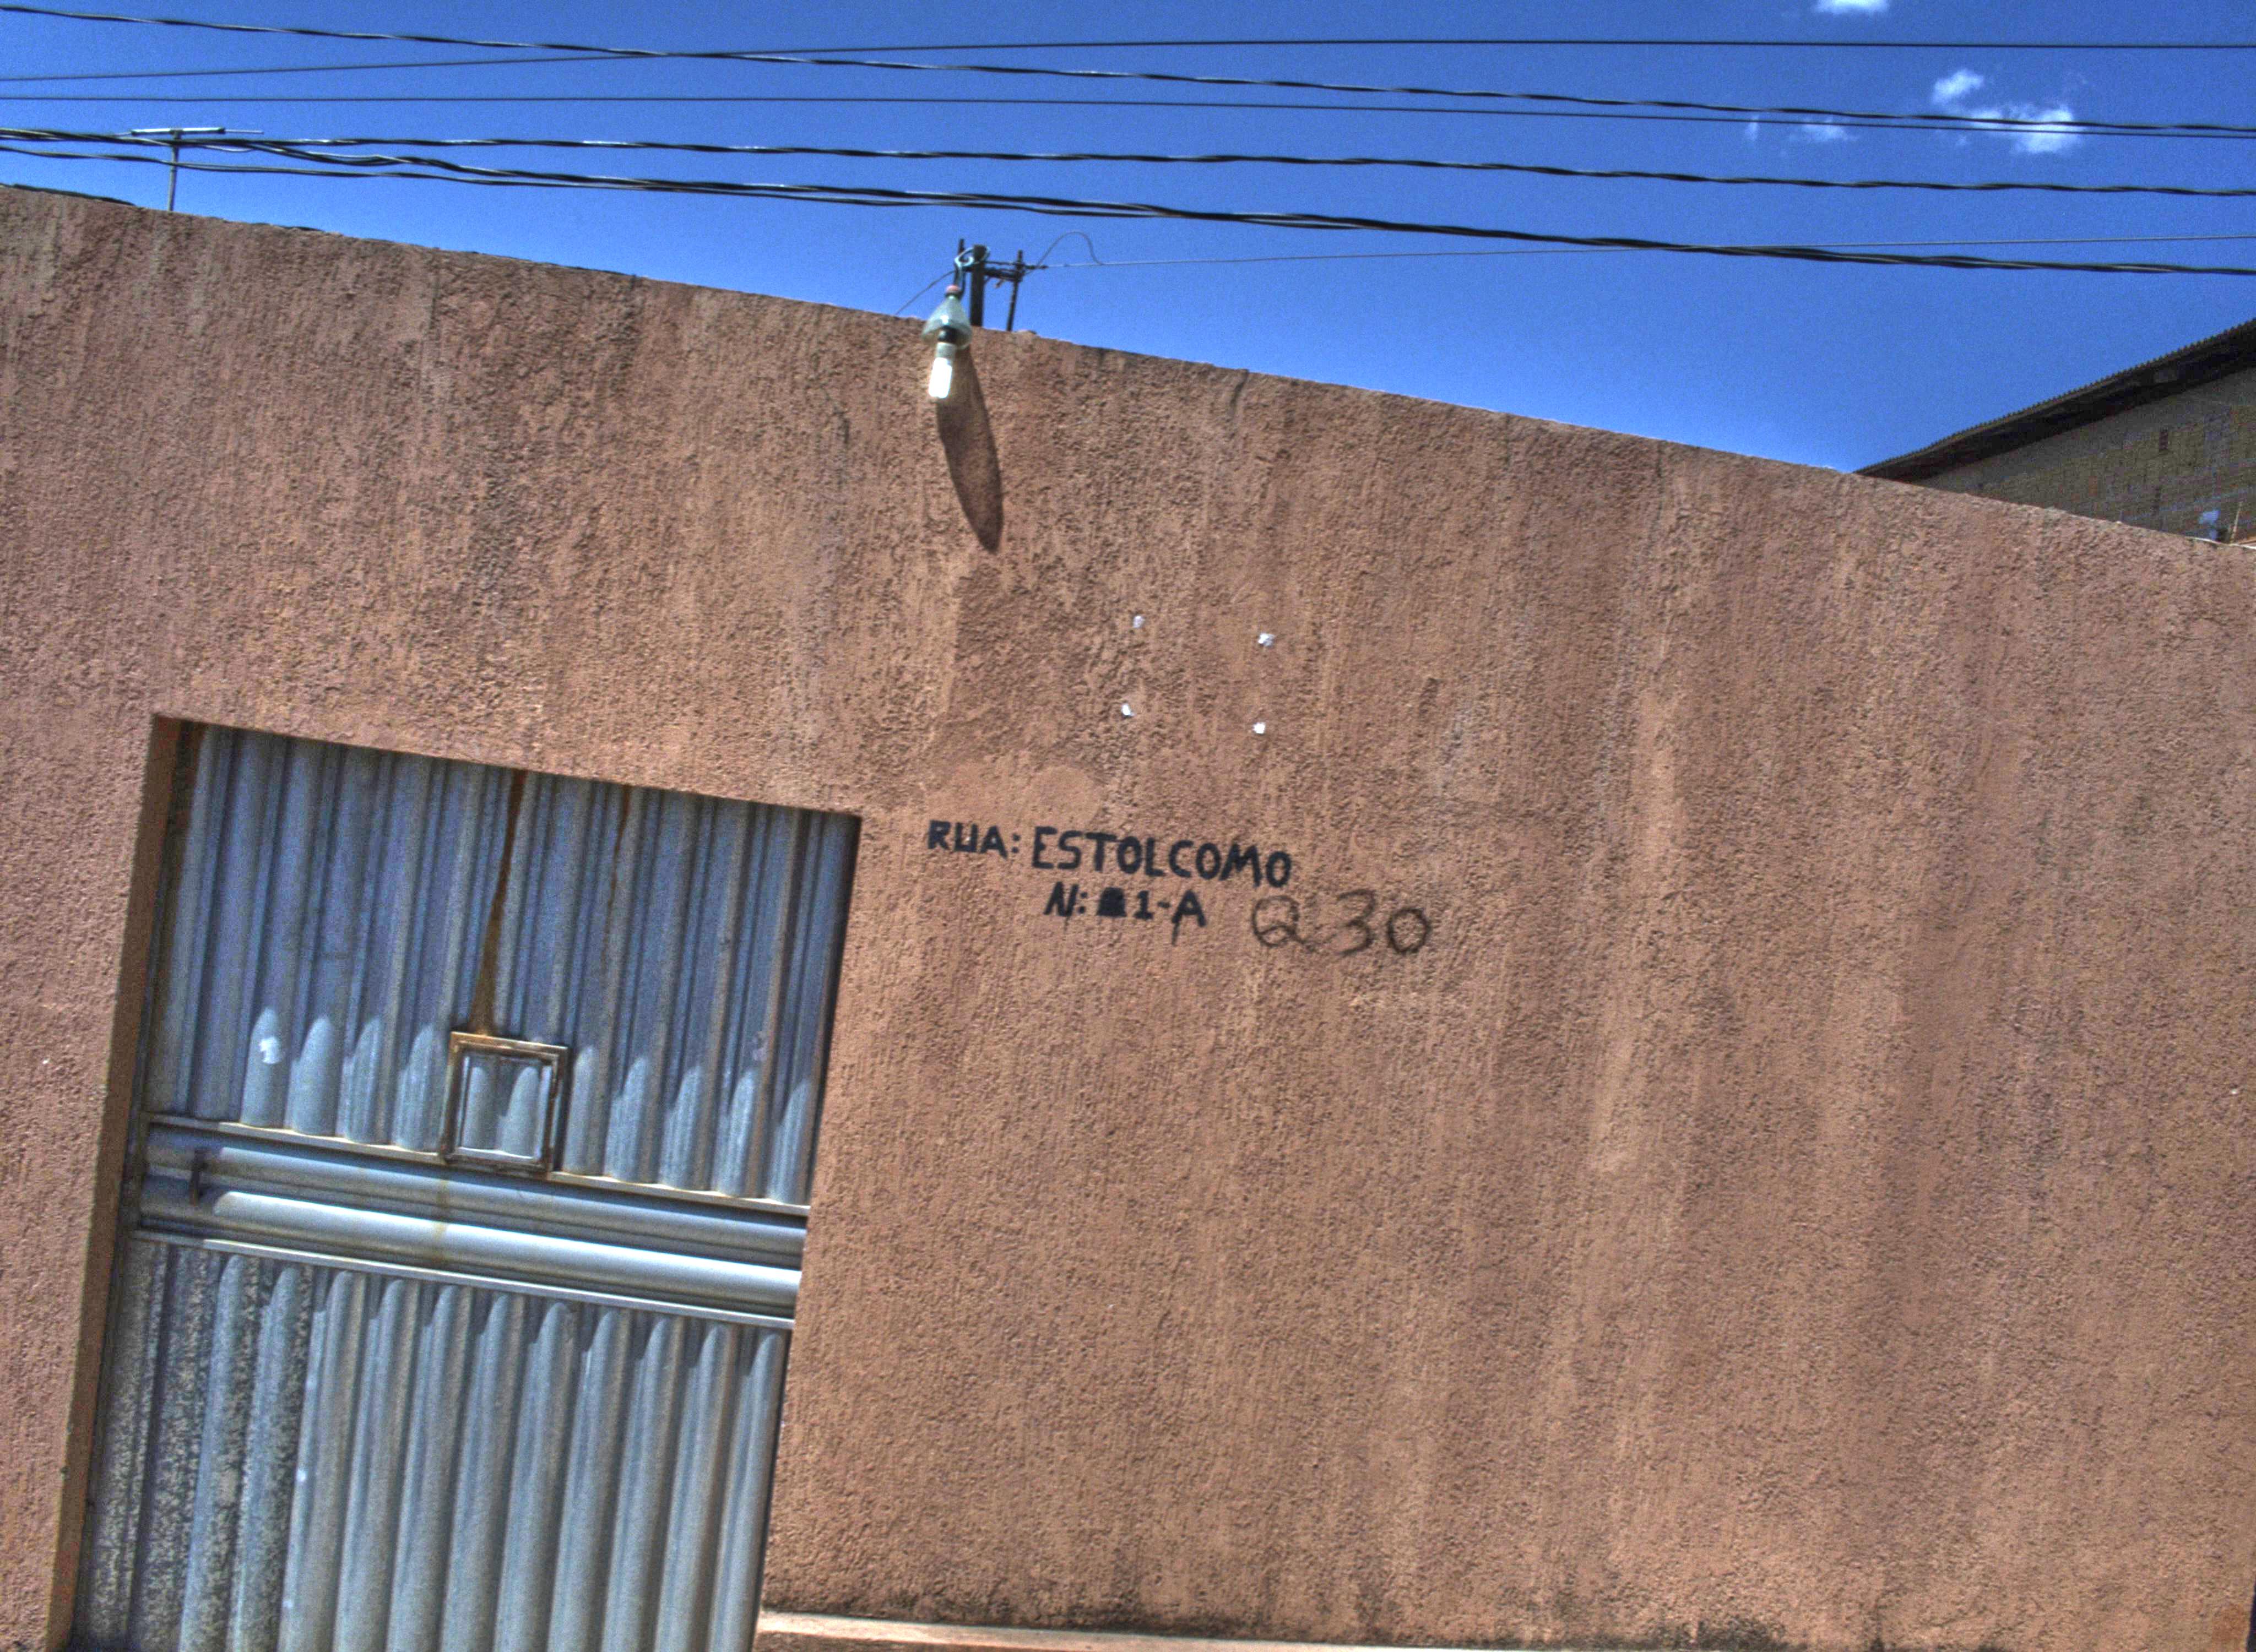 RUA: ESTOLCOMO
N: 1-A Q30